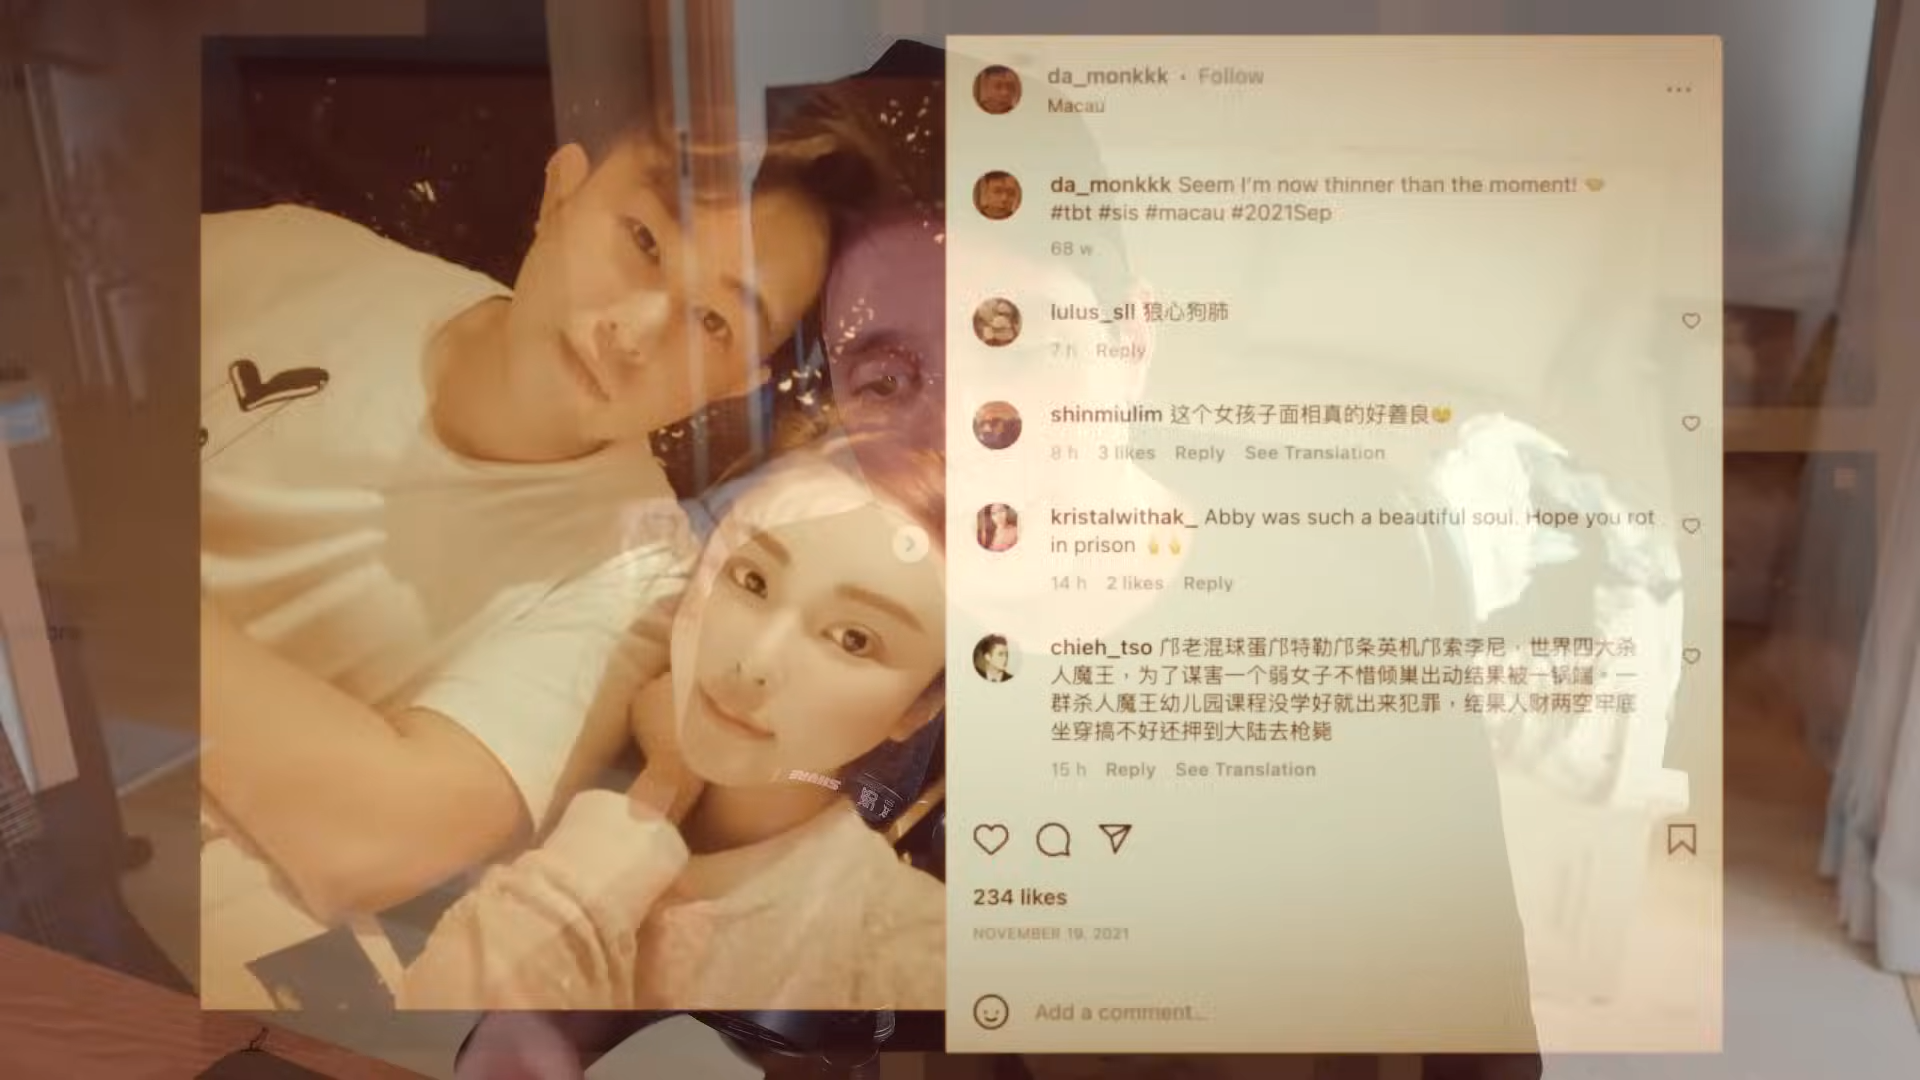 da_monkkk • Follow
Macau
da_monkkk Seem I'm now thinner than the moment!
#tbt #sis #macau #2021Sep
68 w
lulus_sll 狼心狗肺
7 h Reply
shinmiulim 这个女孩子面相真的好善良
8 h 3 likes Reply See Translation
kristalwithak_ Abby was such a beautiful soul. Hope you rot
in prison
14 h 2 likes Reply
chieh_tso 邝老混球蛋邝特勒邝条英机邝索李尼，世界四大杀
人魔王，为了谋害一个弱女子不惜倾巢出动结果被一锅端。一
群杀人魔王幼儿园课程没学好就出来犯罪，结果人财两空牢底
坐穿搞不好还押到大陆去枪毙
15 h Reply See Translation
234 likes
NOVEMBER 19, 2021
Add a comment...
SHURE